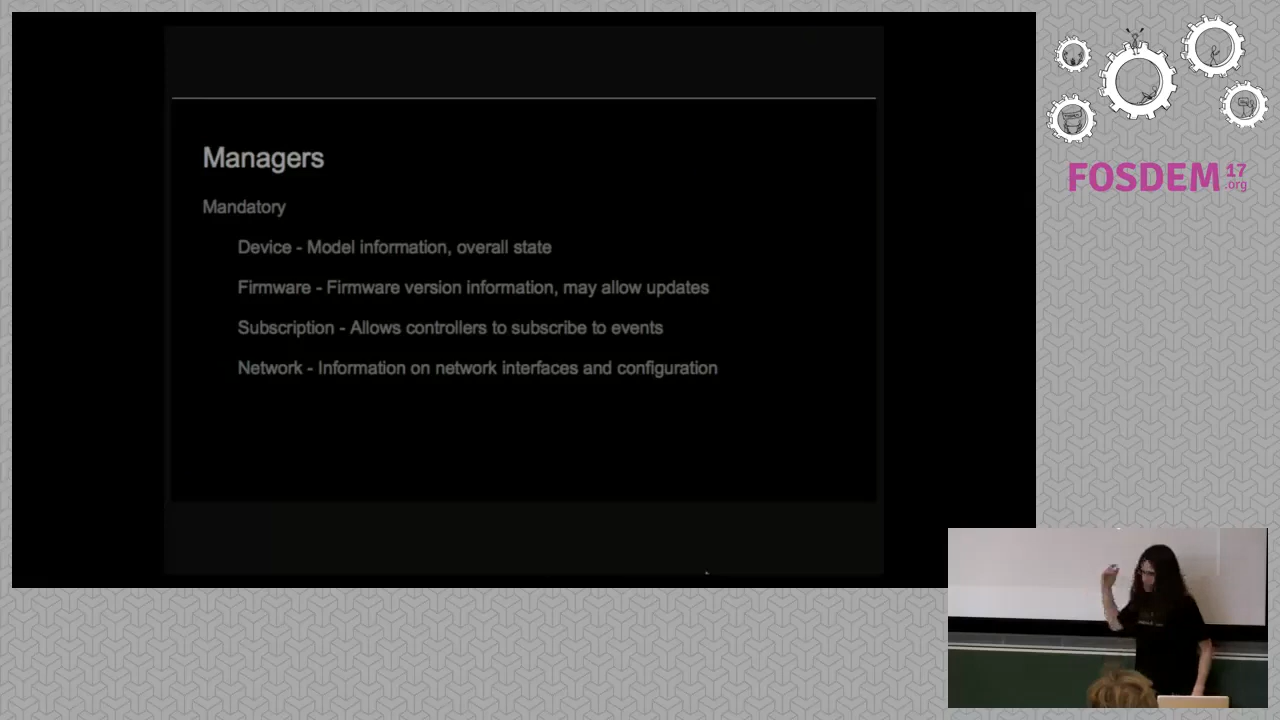 Managers
Mandatory
Device - Model information, overall state
Firmware - Firmware version information, may allow updates
Subscription - Allows controllers to subscribe to events
Network - Information on network interfaces and configuration
FOSDEM 17
.org